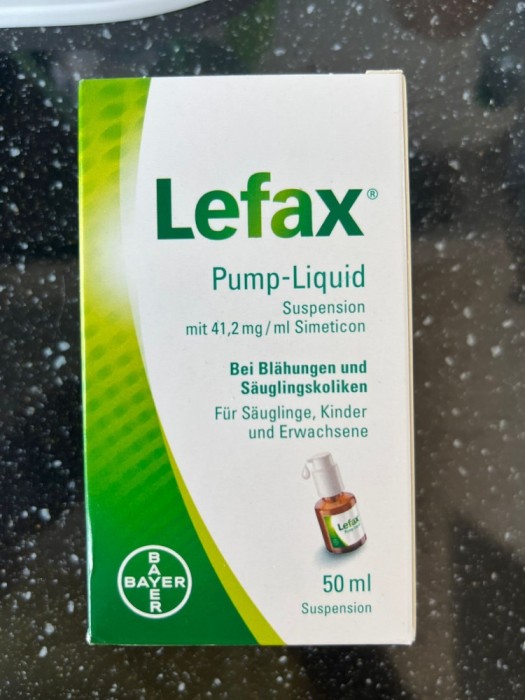 Lefax®
Pump-Liquid
Suspension
mit 41,2 mg/ml Simeticon
Bei Blähungen und
Säuglingskoliken
Für Säuglinge, Kinder
und Erwachsene
Lefax
BAYER
BAYER
50 ml
Suspension